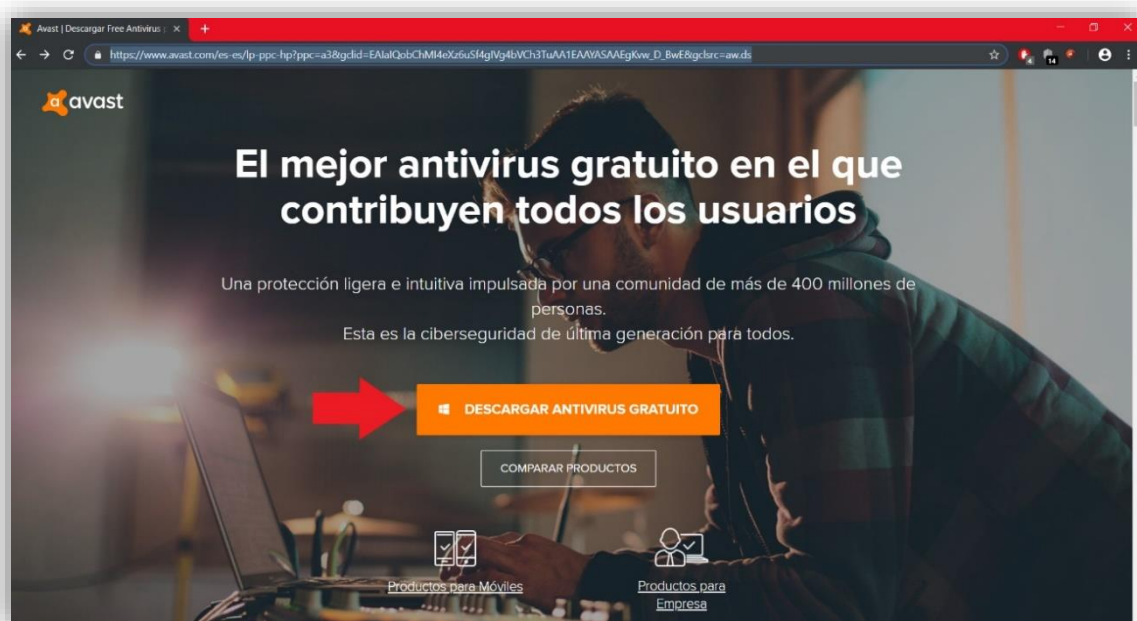 Avast | Descargar Free Antivirus
https://www.avast.com/es-es/lp-ppc-hp?ppc=a3&gclid=EAIaIQobChMI4eXz6uSf4gIVg4bVCh3TuAA1EAAYASAAEgKvw_D_BwE&gclsrc=aw.ds
4
14
avast
El mejor antivirus gratuito en el que
contribuyen todos los usuarios
Una protección ligera e intuitiva impulsada por una comunidad de más de 400 millones de
personas.
Esta es la ciberseguridad de última generación para todos.
DESCARGAR ANTIVIRUS GRATUITO
COMPARAR PRODUCTOS
Productos para Móviles
Productos para
Empresa